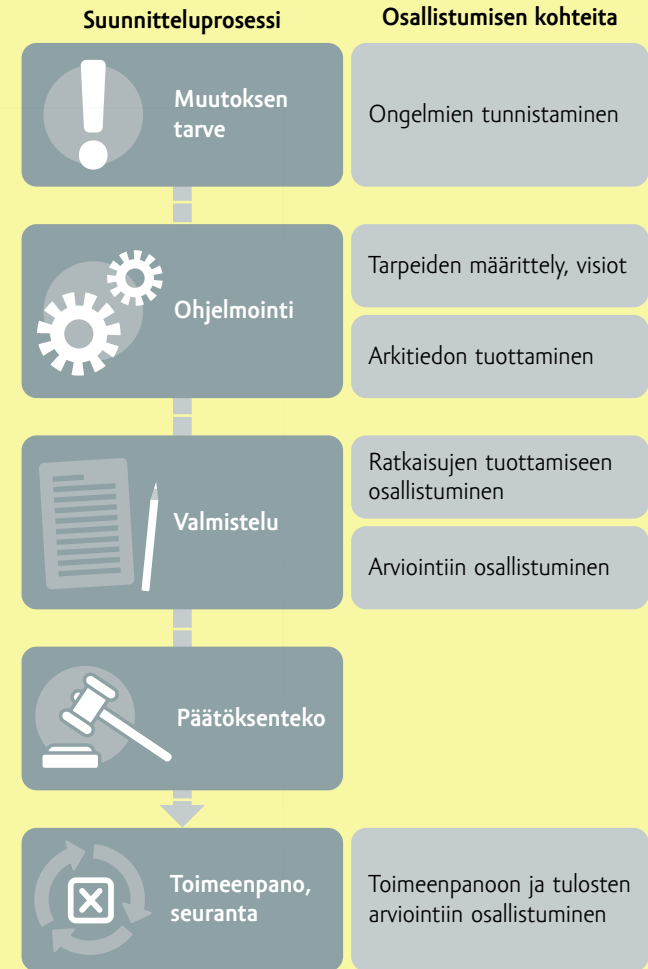 Suunnitteluprosessi
Osallistumisen kohteita
Muutoksen
tarve
Ongelmien tunnistaminen
Ohjelmointi
Tarpeiden määrittely, visiot
Arkitiedon tuottaminen
Valmistelu
Ratkaisujen tuottamiseen
osallistuminen
Arviointiin osallistuminen
Päätöksenteko
Toimeenpano,
seuranta
Toimeenpanoon ja tulosten
arviointiin osallistuminen